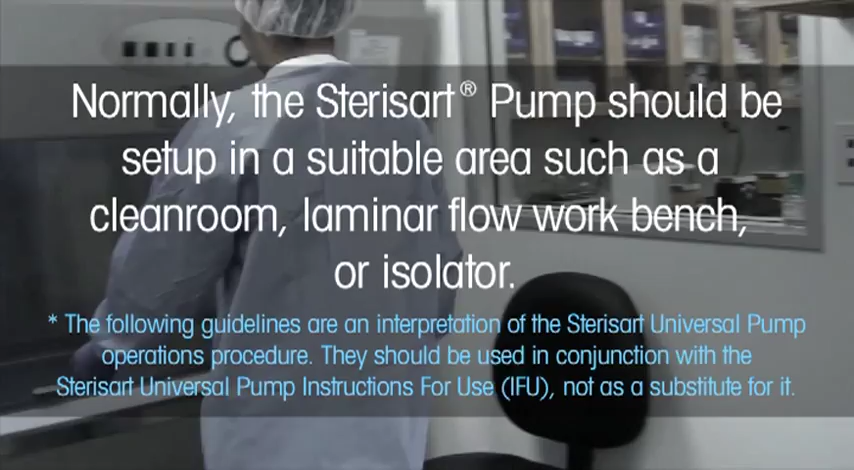 Normally, the Sterisart® Pump should be
setup in a suitable area such as a
cleanroom, laminar flow work bench,
or isolator.
* The following guidelines are an interpretation of the Sterisart Universal Pump
operations procedure. They should be used in conjunction with the
Sterisart Universal Pump Instructions For Use (IFU), not as a substitute for it.